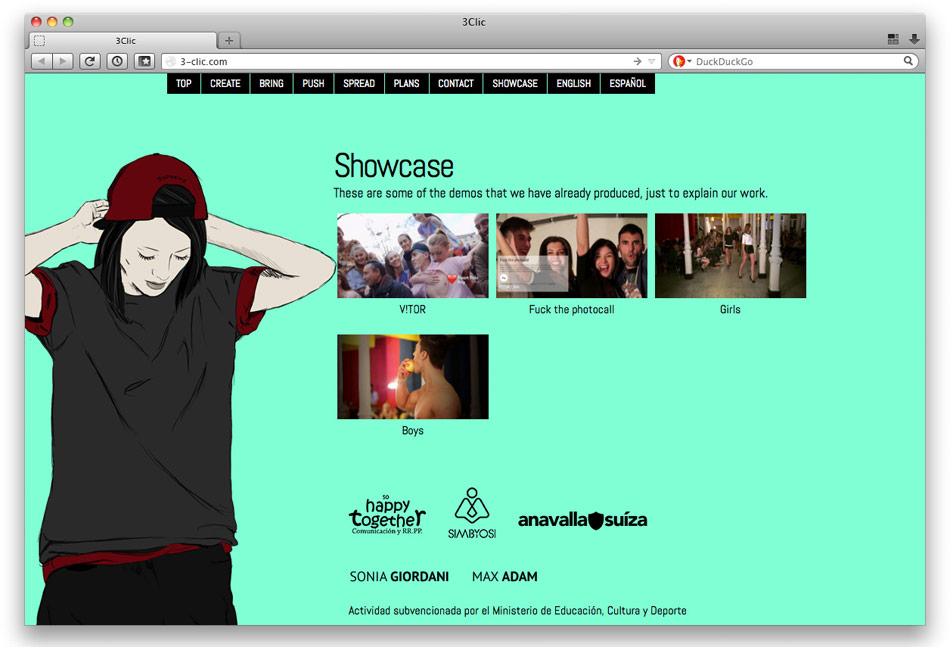 3Clic
3Clic
3-clic.com
DuckDuckGo
TOP CREATE BRING PUSH SPREAD PLANS CONTACT SHOWCASE ENGLISH ESPAÑOL
Showcase
These are some of the demos that we have already produced, just to explain our work.
V!TOR Fuck the photocall Girls
Boys
so
happy
together
Comunicación y RR.PP.
SIMBYOSI
anavalla suíza
SONIA GIORDANI MAX ADAM
Actividad subvencionada por el Ministerio de Educación, Cultura y Deporte